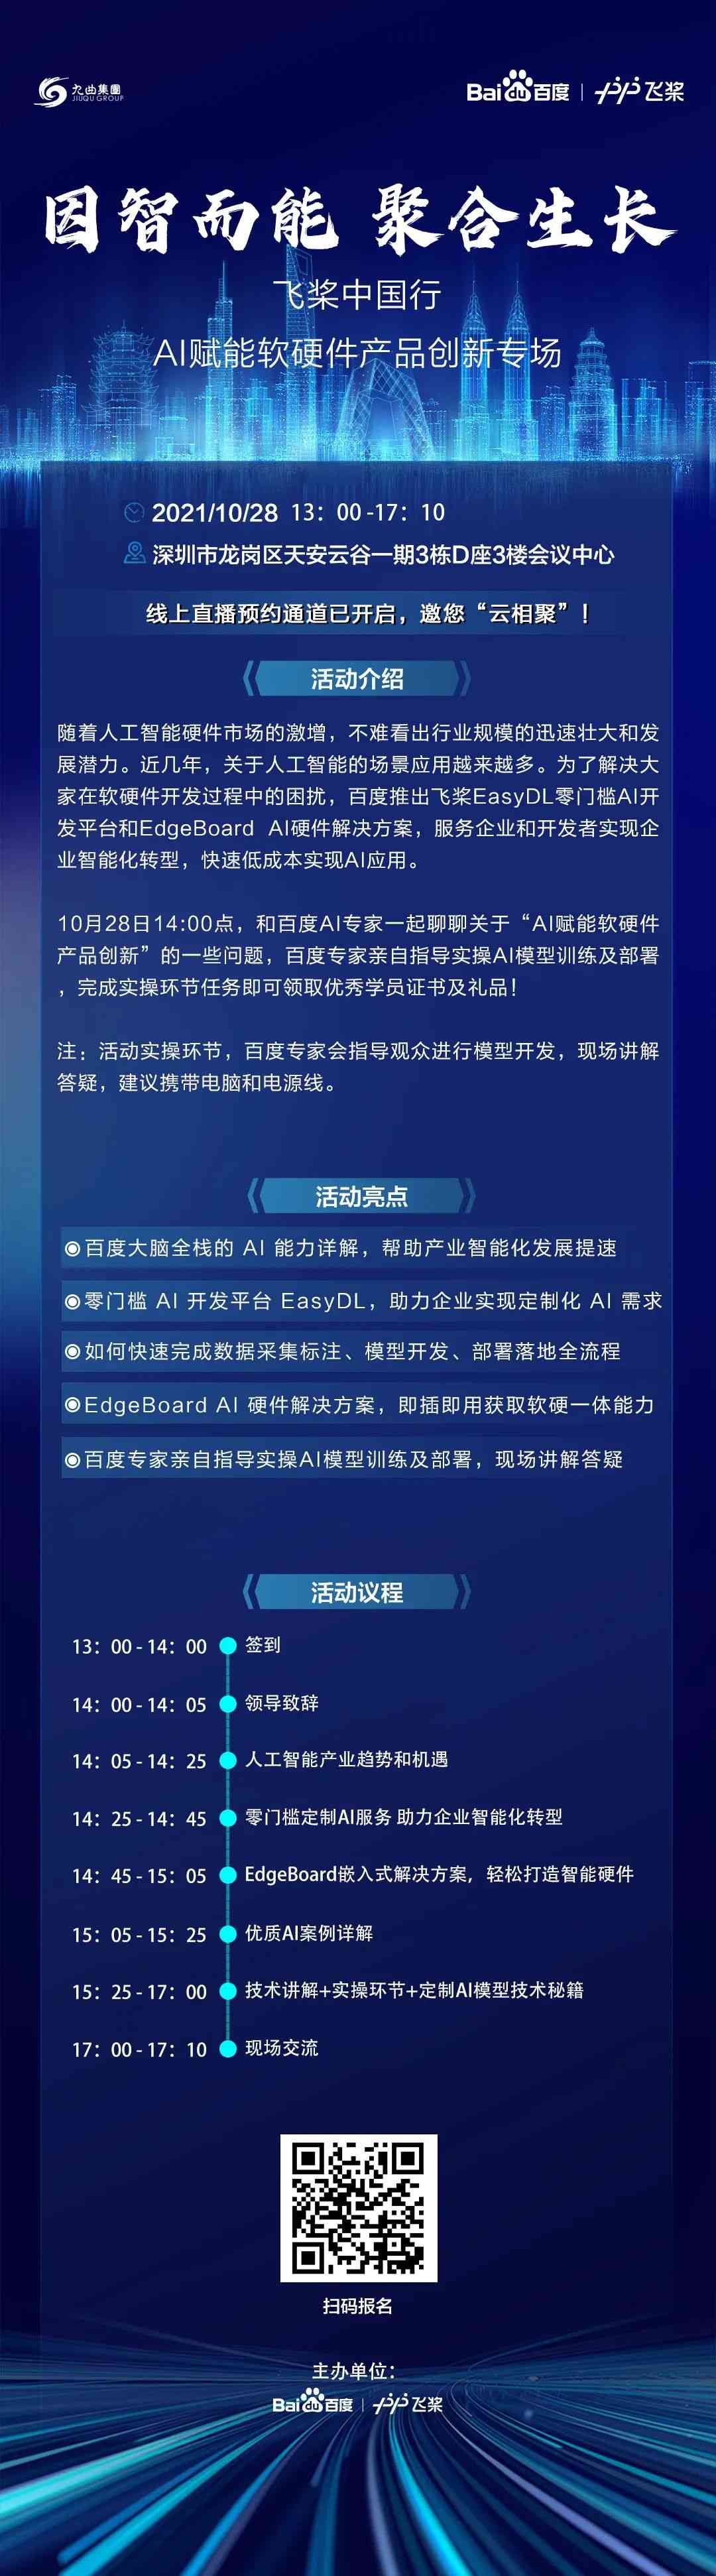 九曲集團
JIUQU GROUP
Bai du 百度 | 飞桨
因智而能 聚合生长
飞桨中国行
AI赋能软硬件产品创新专场
2021/10/28 13：00-17：10
深圳市龙岗区天安云谷一期3栋D座3楼会议中心
线上直播预约通道已开启，邀您“云相聚”！
活动介绍
随着人工智能硬件市场的激增，不难看出行业规模的迅速壮大和发
展潜力。近几年，关于人工智能的场景应用越来越多。为了解决大
家在软硬件开发过程中的困扰，百度推出飞桨EasyDL零门槛AI开
发平台和EdgeBoard AI硬件解决方案，服务企业和开发者实现企
业智能化转型，快速低成本实现AI应用。
10月28日14:00点，和百度AI专家一起聊聊关于“AI赋能软硬件
产品创新”的一些问题，百度专家亲自指导实操AI模型训练及部署
，完成实操环节任务即可领取优秀学员证书及礼品！
注：活动实操环节，百度专家会指导观众进行模型开发，现场讲解
答疑，建议携带电脑和电源线。
活动亮点
◉百度大脑全栈的 AI 能力详解，帮助产业智能化发展提速
◉零门槛 AI 开发平台 EasyDL，助力企业实现定制化 AI 需求
◉如何快速完成数据采集标注、模型开发、部署落地全流程
◉EdgeBoard AI 硬件解决方案，即插即用获取软硬一体能力
◉百度专家亲自指导实操AI模型训练及部署，现场讲解答疑
活动议程
13：00 - 14：00 签到
14：00 - 14：05 领导致辞
14：05 - 14：25 人工智能产业趋势和机遇
14：25 - 14：45 零门槛定制AI服务 助力企业智能化转型
14：45 - 15：05 EdgeBoard嵌入式解决方案，轻松打造智能硬件
15：05 - 15：25 优质AI案例详解
15：25 - 17：00 技术讲解+实操环节+定制AI模型技术秘籍
17：00 - 17：10 现场交流
扫码报名
主办单位：
Bai du 百度 | 飞桨